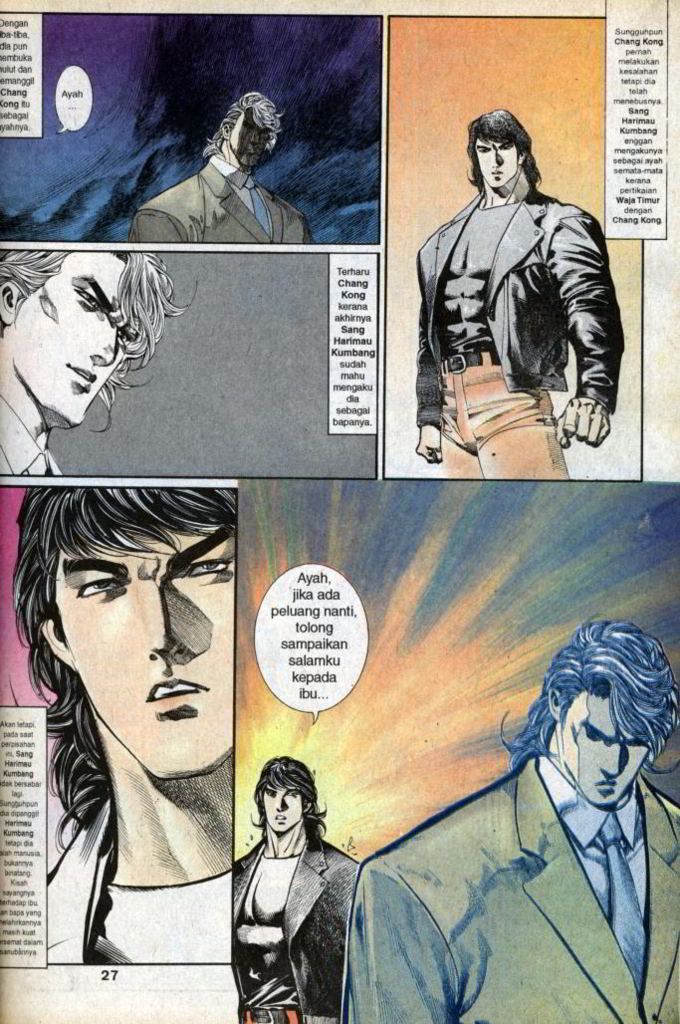 Dengan
tiba-tiba,
dia pun
membuka
mulut dan
memanggil
Chang
Kong itu
sebagai
ayahnya.
Ayah
...
Sungguhpun
Chang Kong
pernah
melakukan
kesalahan
tetapi dia
telah
menebusnya.
Sang
Harimau
Kumbang
enggan
mengakunya
sebagai ayah
semata-mata
kerana
pertikaian
Waja Timur
dengan
Chang Kong.
Terharu
Chang
Kong
kerana
akhirnya
Sang
Harimau
Kumbang
sudah
mahu
mengaku
dia
sebagai
bapanya.
Akan tetapi,
pada saat
perpisahan
ini, Sang
Harimau
Kumbang
tidak bersabar
lagi.
Sungguhpun
dia dipanggil
Harimau
Kumbang
tetapi dia
ialah manusia,
bukannya
binatang.
Kisah
sayangnya
terhadap ibu
dan bapa yang
melahirkannya
masih kuat
tersemat dalam
sanubarinya.
Ayah,
jika ada
peluang nanti,
tolong
sampaikan
salamku
kepada
ibu...
27